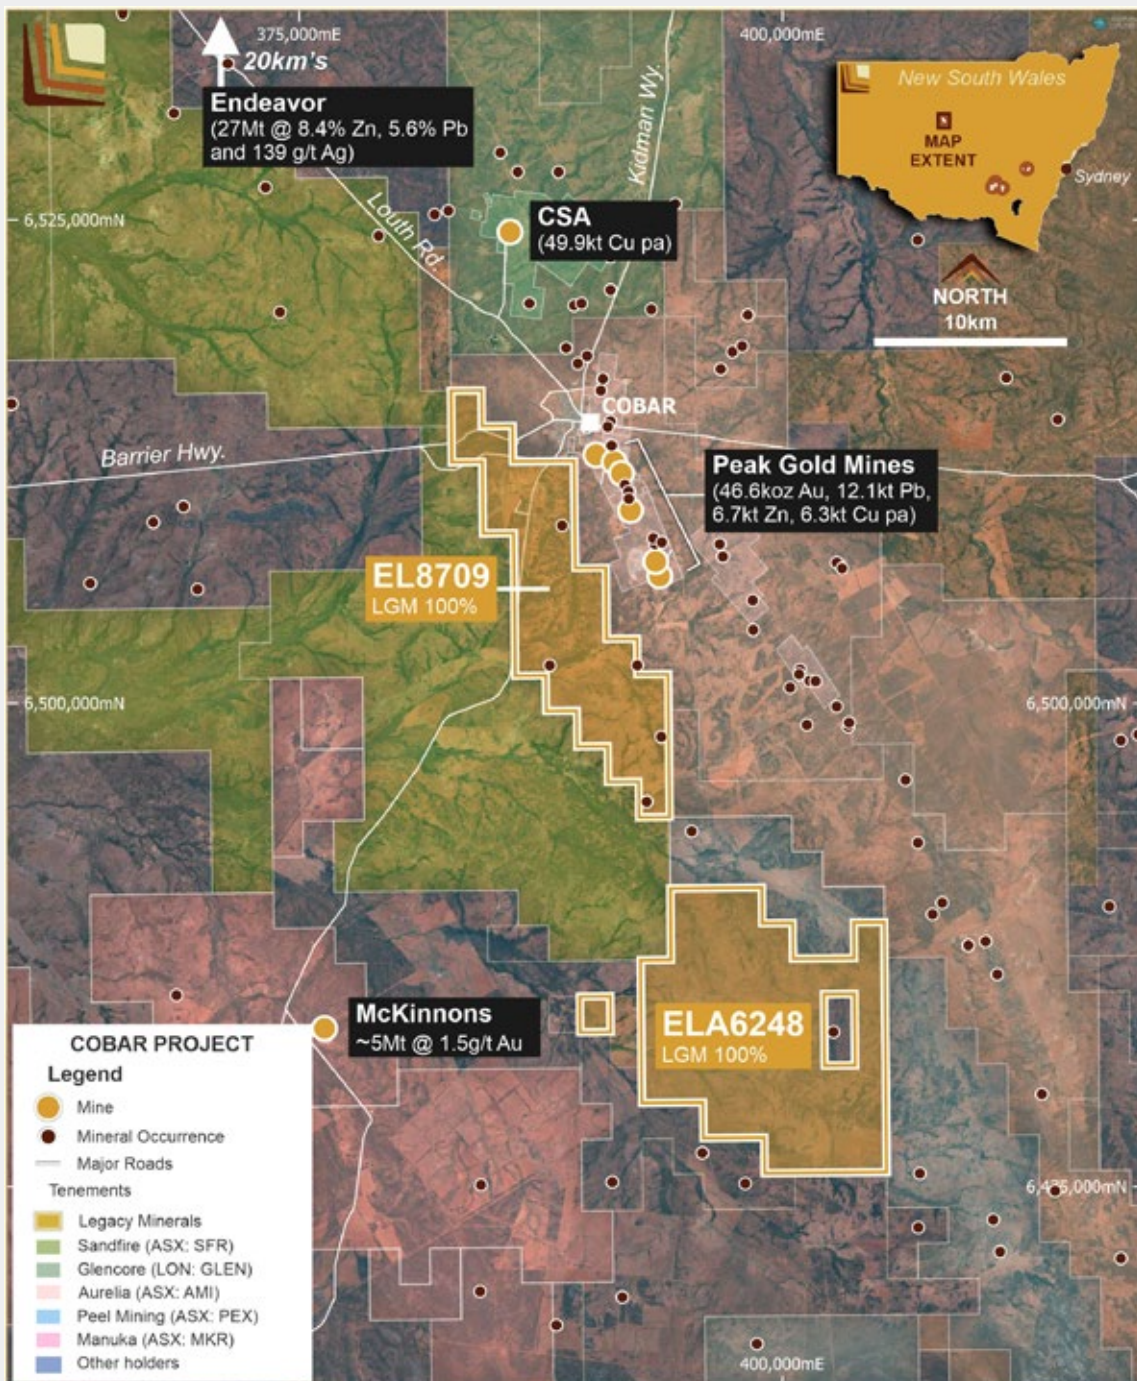 375,000mE
400,000mE
20km's
Endeavor
(27Mt @ 8.4% Zn, 5.6% Pb
and 139 g/t Ag)
Kidman Wy.
New South Wales
MAP
EXTENT
Sydney
6,525,000mN
Louth Rd.
CSA
(49.9kt Cu pa)
NORTH
10km
COBAR
Barrier Hwy.
Peak Gold Mines
(46.6koz Au, 12.1kt Pb,
6.7kt Zn, 6.3kt Cu pa)
EL8709
LGM 100%
6,500,000mN
6,500,000mN
McKinnons
~5Mt @ 1.5g/t Au
ELA6248
LGM 100%
COBAR PROJECT
Legend
Mine
Mineral Occurrence
Major Roads
Tenements
Legacy Minerals
Sandfire (ASX: SFR)
Glencore (LON: GLEN)
Aurelia (ASX: AMI)
Peel Mining (ASX: PEX)
Manuka (ASX: MKR)
Other holders
6,475,000mN
400,000mE